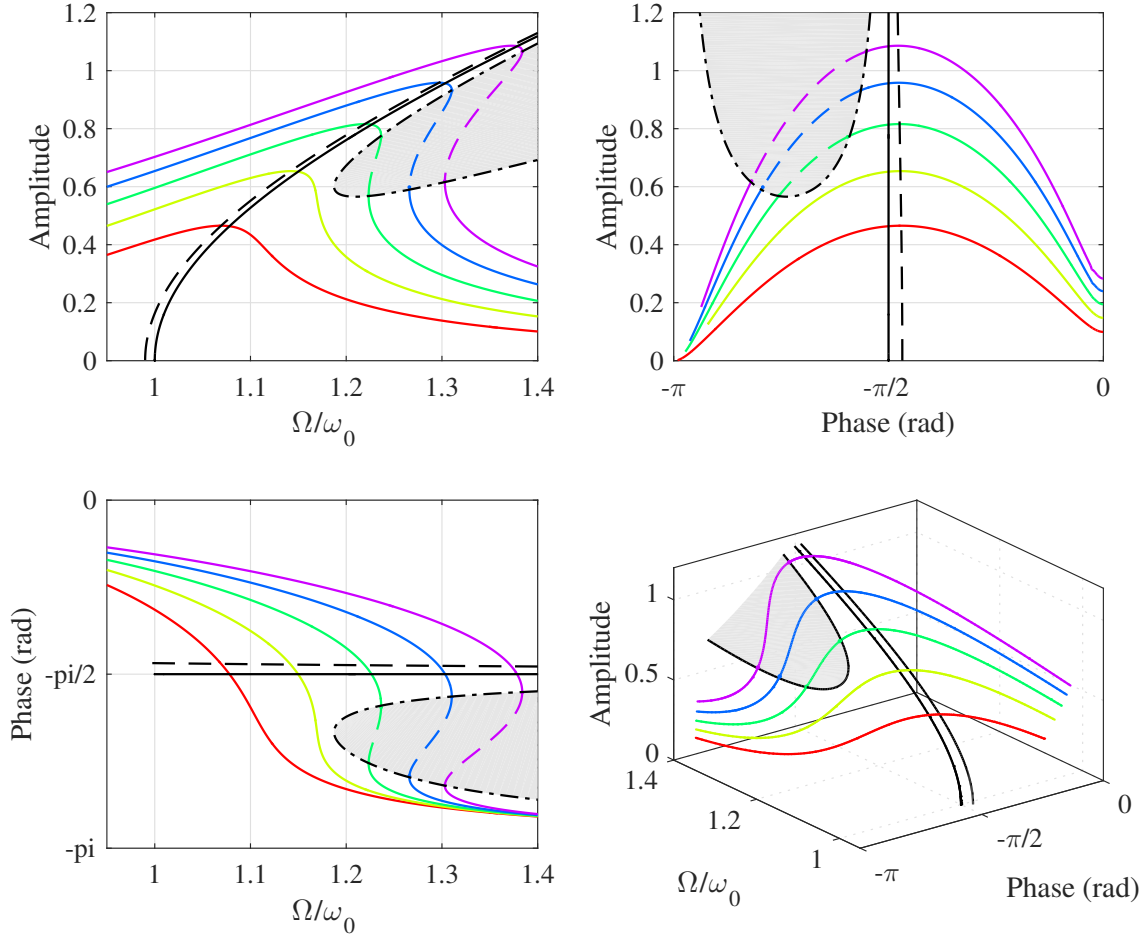 1.2
1
0.8
0.6
0.4
0.2
0
Amplitude
1
1.1
1.2
1.3
1.4
Ω/ω₀
1.2
1
0.8
0.6
0.4
0.2
0
Amplitude
-π
-π/2
0
Phase (rad)
0
-pi/2
-pi
Phase (rad)
1
1.1
1.2
1.3
1.4
Ω/ω₀
1
0.5
0
Amplitude
1.4
1.2
1
Ω/ω₀
-π
-π/2
0
Phase (rad)